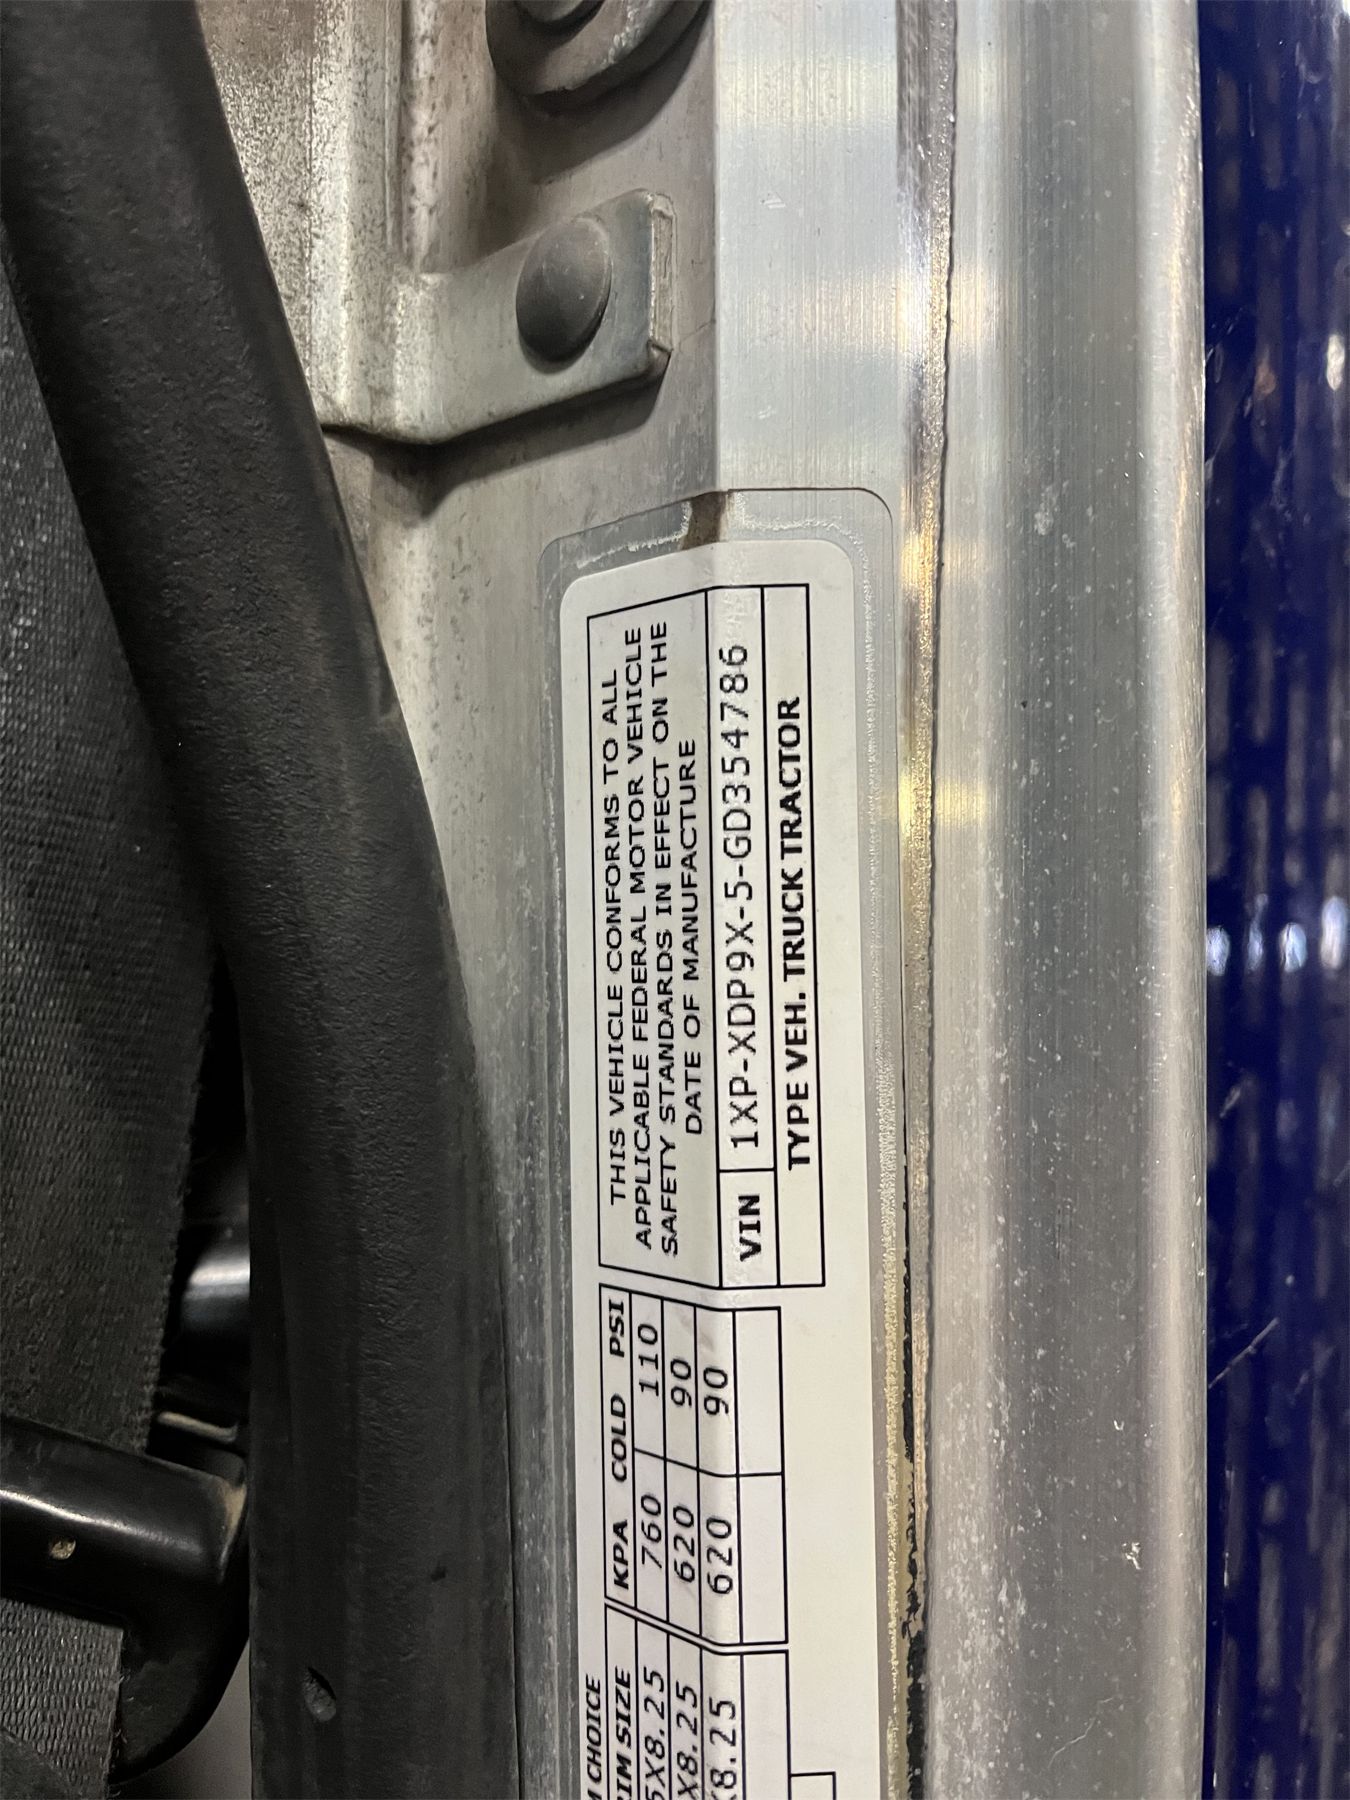 M CHOICE
RIM SIZE
5X8.25
X8.25
X8.25
KPA COLD PSI
760 110
620 90
620 90
THIS VEHICLE CONFORMS TO ALL
APPLICABLE FEDERAL MOTOR VEHICLE
SAFETY STANDARDS IN EFFECT ON THE
DATE OF MANUFACTURE
VIN 1XP-XDP9X-5-GD354786
TYPE VEH. TRUCK TRACTOR